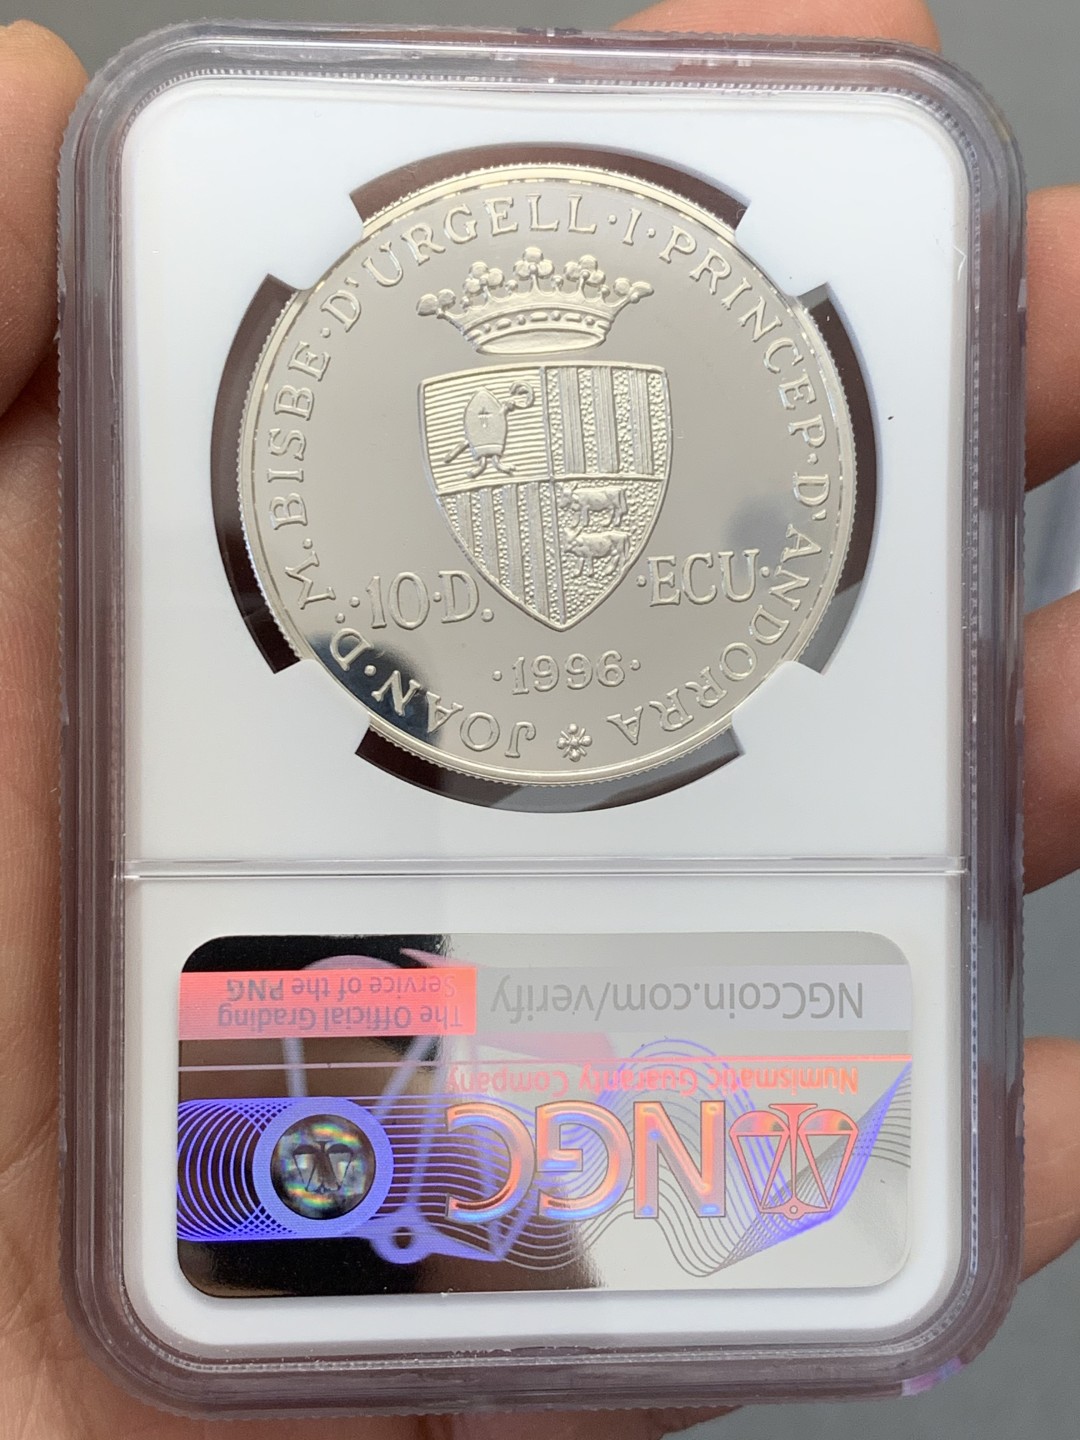 JOAN·D·D·M·BISBE·D'URGELL·I·PRINCEP·D'ANDORRA
·10·D. ·ECU·
·1996·
NGCcoin.com/verify
The Official Grading
Service of the PNG
Numismatic Guaranty Company
NGC